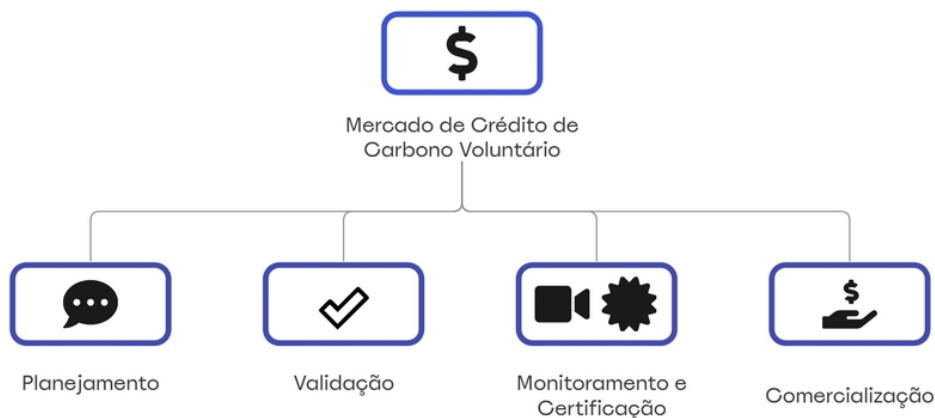 $
Mercado de Crédito de
Carbono Voluntário
Planejamento
Validação
Monitoramento e
Certificação
$
Comercialização